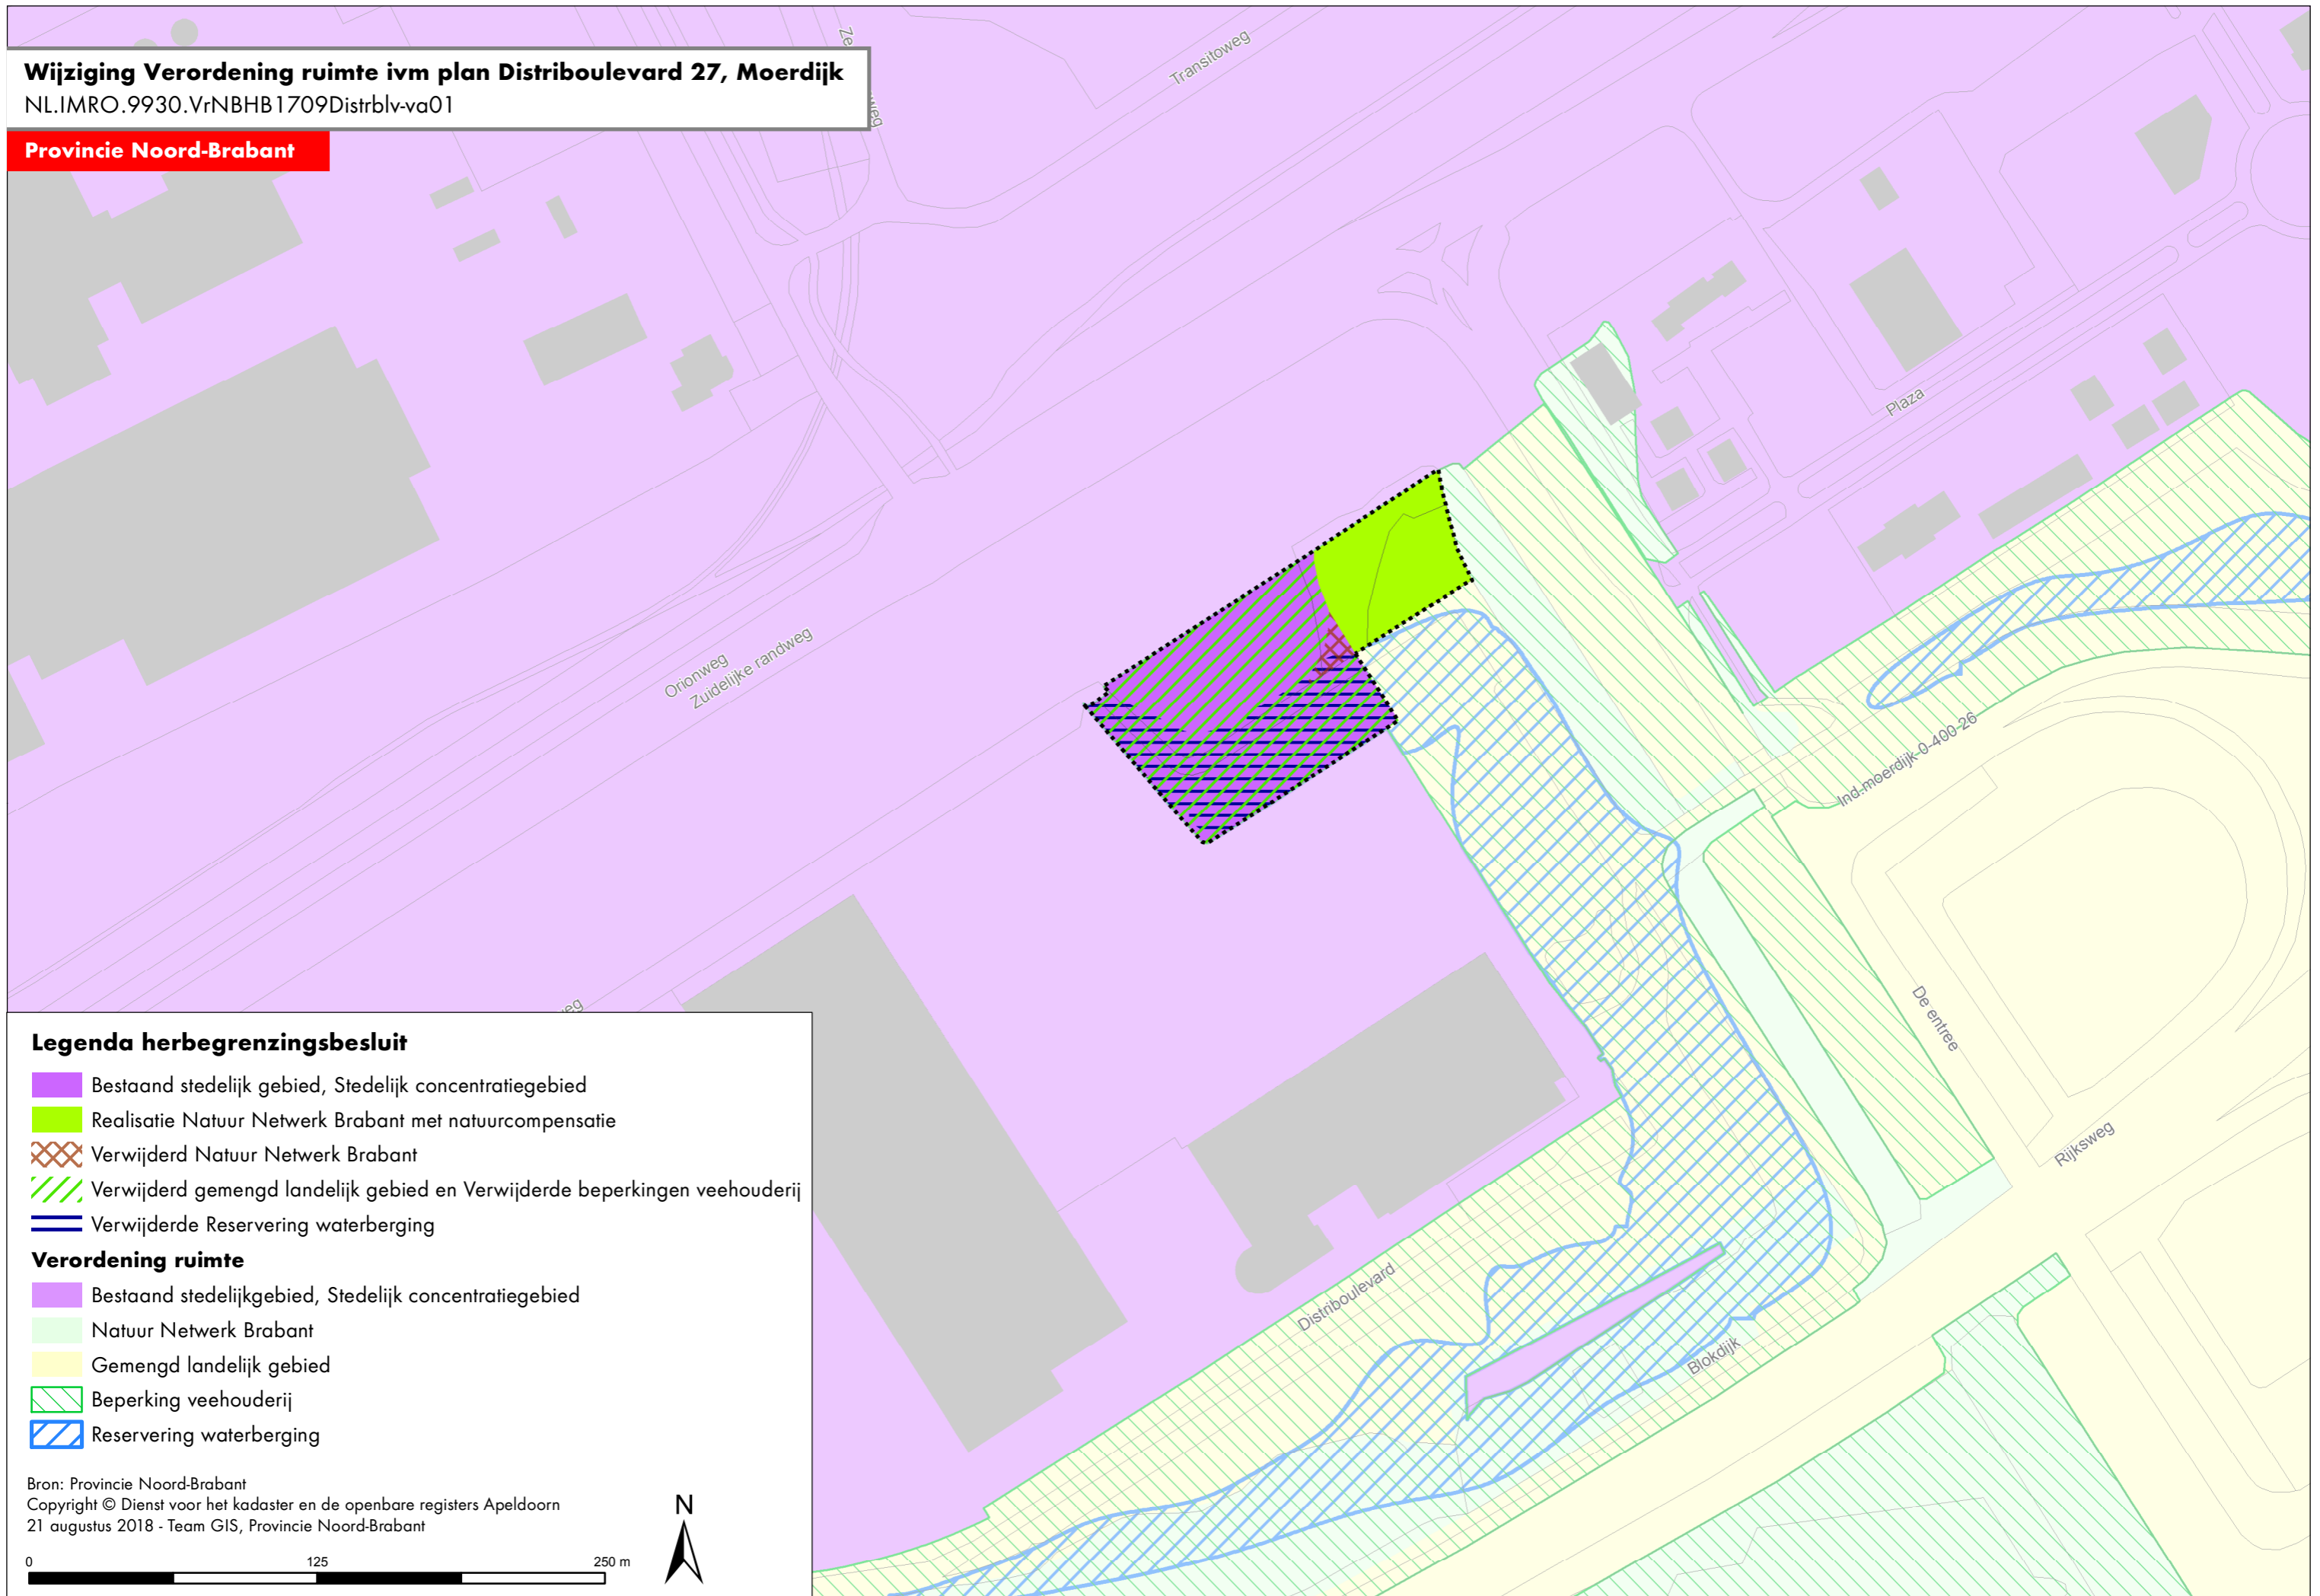 Wijziging Verordening ruimte ivm plan Distriboulevard 27, Moerdijk
NL.IMRO.9930.VrNBHB1709Distrblv-va01
Provincie Noord-Brabant
Transitoweg
Plaza
Orionweg
Zuidelijke randweg
Ind.moerdijk-0-400-26
De entree
Rijksweg
Distriboulevard
Blokdijk
Legenda herbegrenzingsbesluit
Bestaand stedelijk gebied, Stedelijk concentratiegebied
Realisatie Natuur Netwerk Brabant met natuurcompensatie
Verwijderd Natuur Netwerk Brabant
Verwijderd gemengd landelijk gebied en Verwijderde beperkingen veehouderij
Verwijderde Reservering waterberging
Verordening ruimte
Bestaand stedelijkgebied, Stedelijk concentratiegebied
Natuur Netwerk Brabant
Gemengd landelijk gebied
Beperking veehouderij
Reservering waterberging
Bron: Provincie Noord-Brabant
Copyright © Dienst voor het kadaster en de openbare registers Apeldoorn
21 augustus 2018 - Team GIS, Provincie Noord-Brabant
N
0 125 250 m